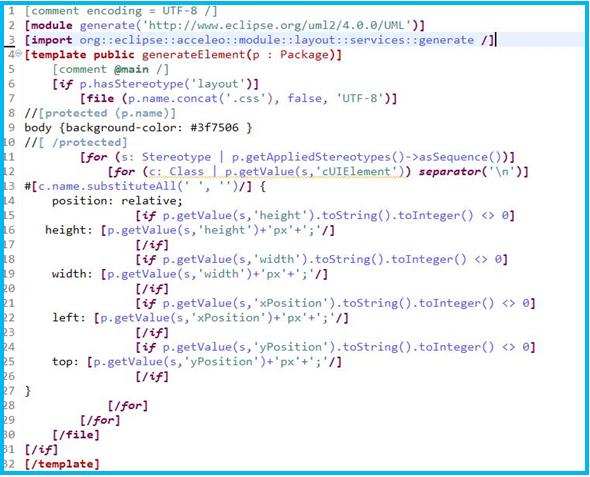 1 [comment encoding = UTF-8 /]
2 [module generate('http://www.eclipse.org/uml2/4.0.0/UML')]
3 [import org::eclipse::acceleo::module::layout::services::generate /]
4 [template public generateElement(p : Package)]
5 [comment @main /]
6 [if p.hasStereotype('layout')]
7 [file (p.name.concat('.css'), false, 'UTF-8')]
8 //[protected (p.name)]
9 body {background-color: #3f7506 }
10 //[ /protected]
11 [for (s: Stereotype | p.getAppliedStereotypes()->asSequence())]
12 [for (c: Class | p.getValue(s,'cUIElement')) separator('\n')]
13 #[c.name.substituteAll(' ', '')/] {
14 position: relative;
15 [if p.getValue(s,'height').toString().toInteger() <> 0]
16 height: [p.getValue(s,'height')+'px'+';'/]
17 [/if]
18 [if p.getValue(s,'width').toString().toInteger() <> 0]
19 width: [p.getValue(s,'width')+'px'+';'/]
20 [/if]
21 [if p.getValue(s,'xPosition').toString().toInteger() <> 0]
22 left: [p.getValue(s,'xPosition')+'px'+';'/]
23 [/if]
24 [if p.getValue(s,'yPosition').toString().toInteger() <> 0]
25 top: [p.getValue(s,'yPosition')+'px'+';'/]
26 [/if]
27 }
28 [/for]
29 [/for]
30 [/file]
31 [/if]
32 [/template]